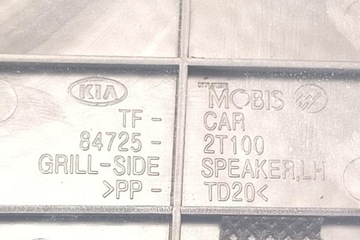 KIA MOBIS
TF - CAR
84725 - 2T100
GRILL-SIDE SPEAKER,LH
>PP - TD20<